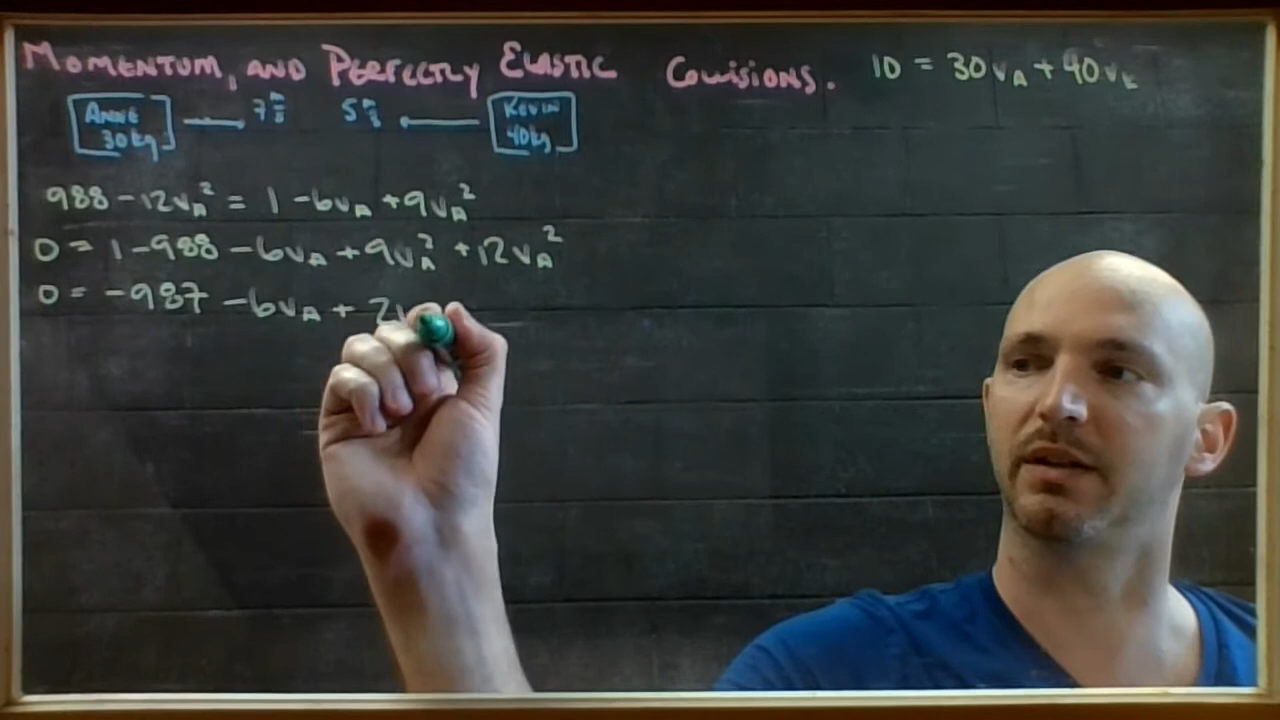 MOMENTUM, AND PERFECTLY ELASTIC COLLISIONS. 10 = 30vA + 40vK
ANNE 30kg 7 m/s 5 m/s KEVIN 40kg
988 - 12vA² = 1 - 6vA + 9vA²
0 = 1 - 988 - 6vA + 9vA² + 12vA²
0 = -987 - 6vA + 2